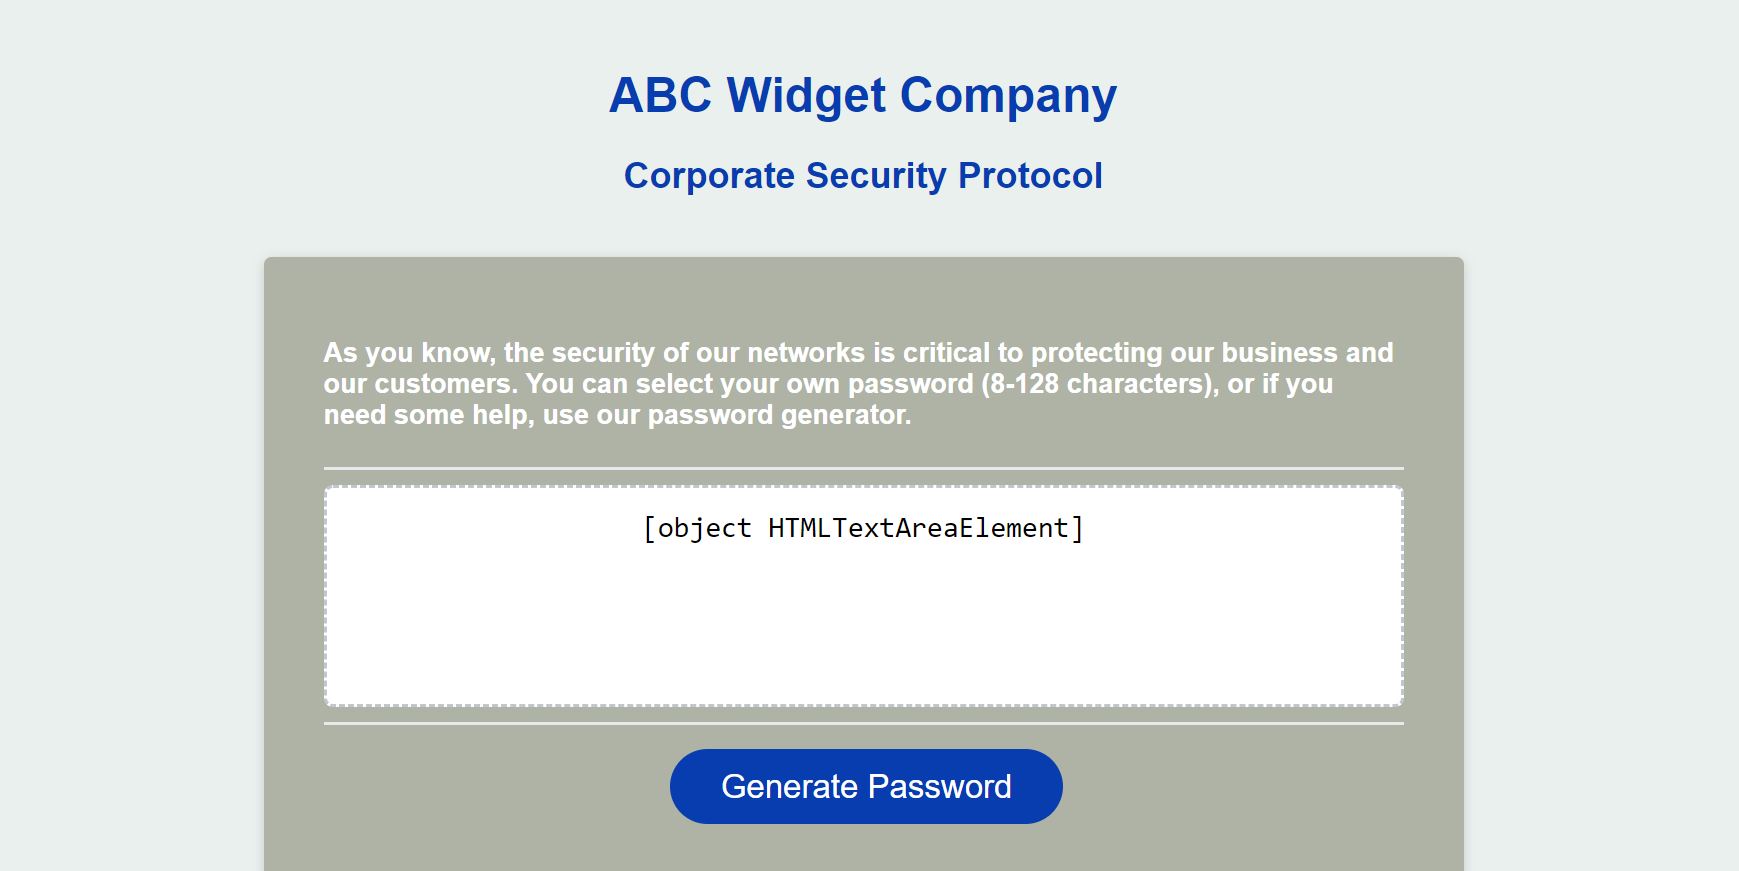 ABC Widget Company
Corporate Security Protocol
As you know, the security of our networks is critical to protecting our business and
our customers. You can select your own password (8-128 characters), or if you
need some help, use our password generator.
[object HTMLTextAreaElement]
Generate Password